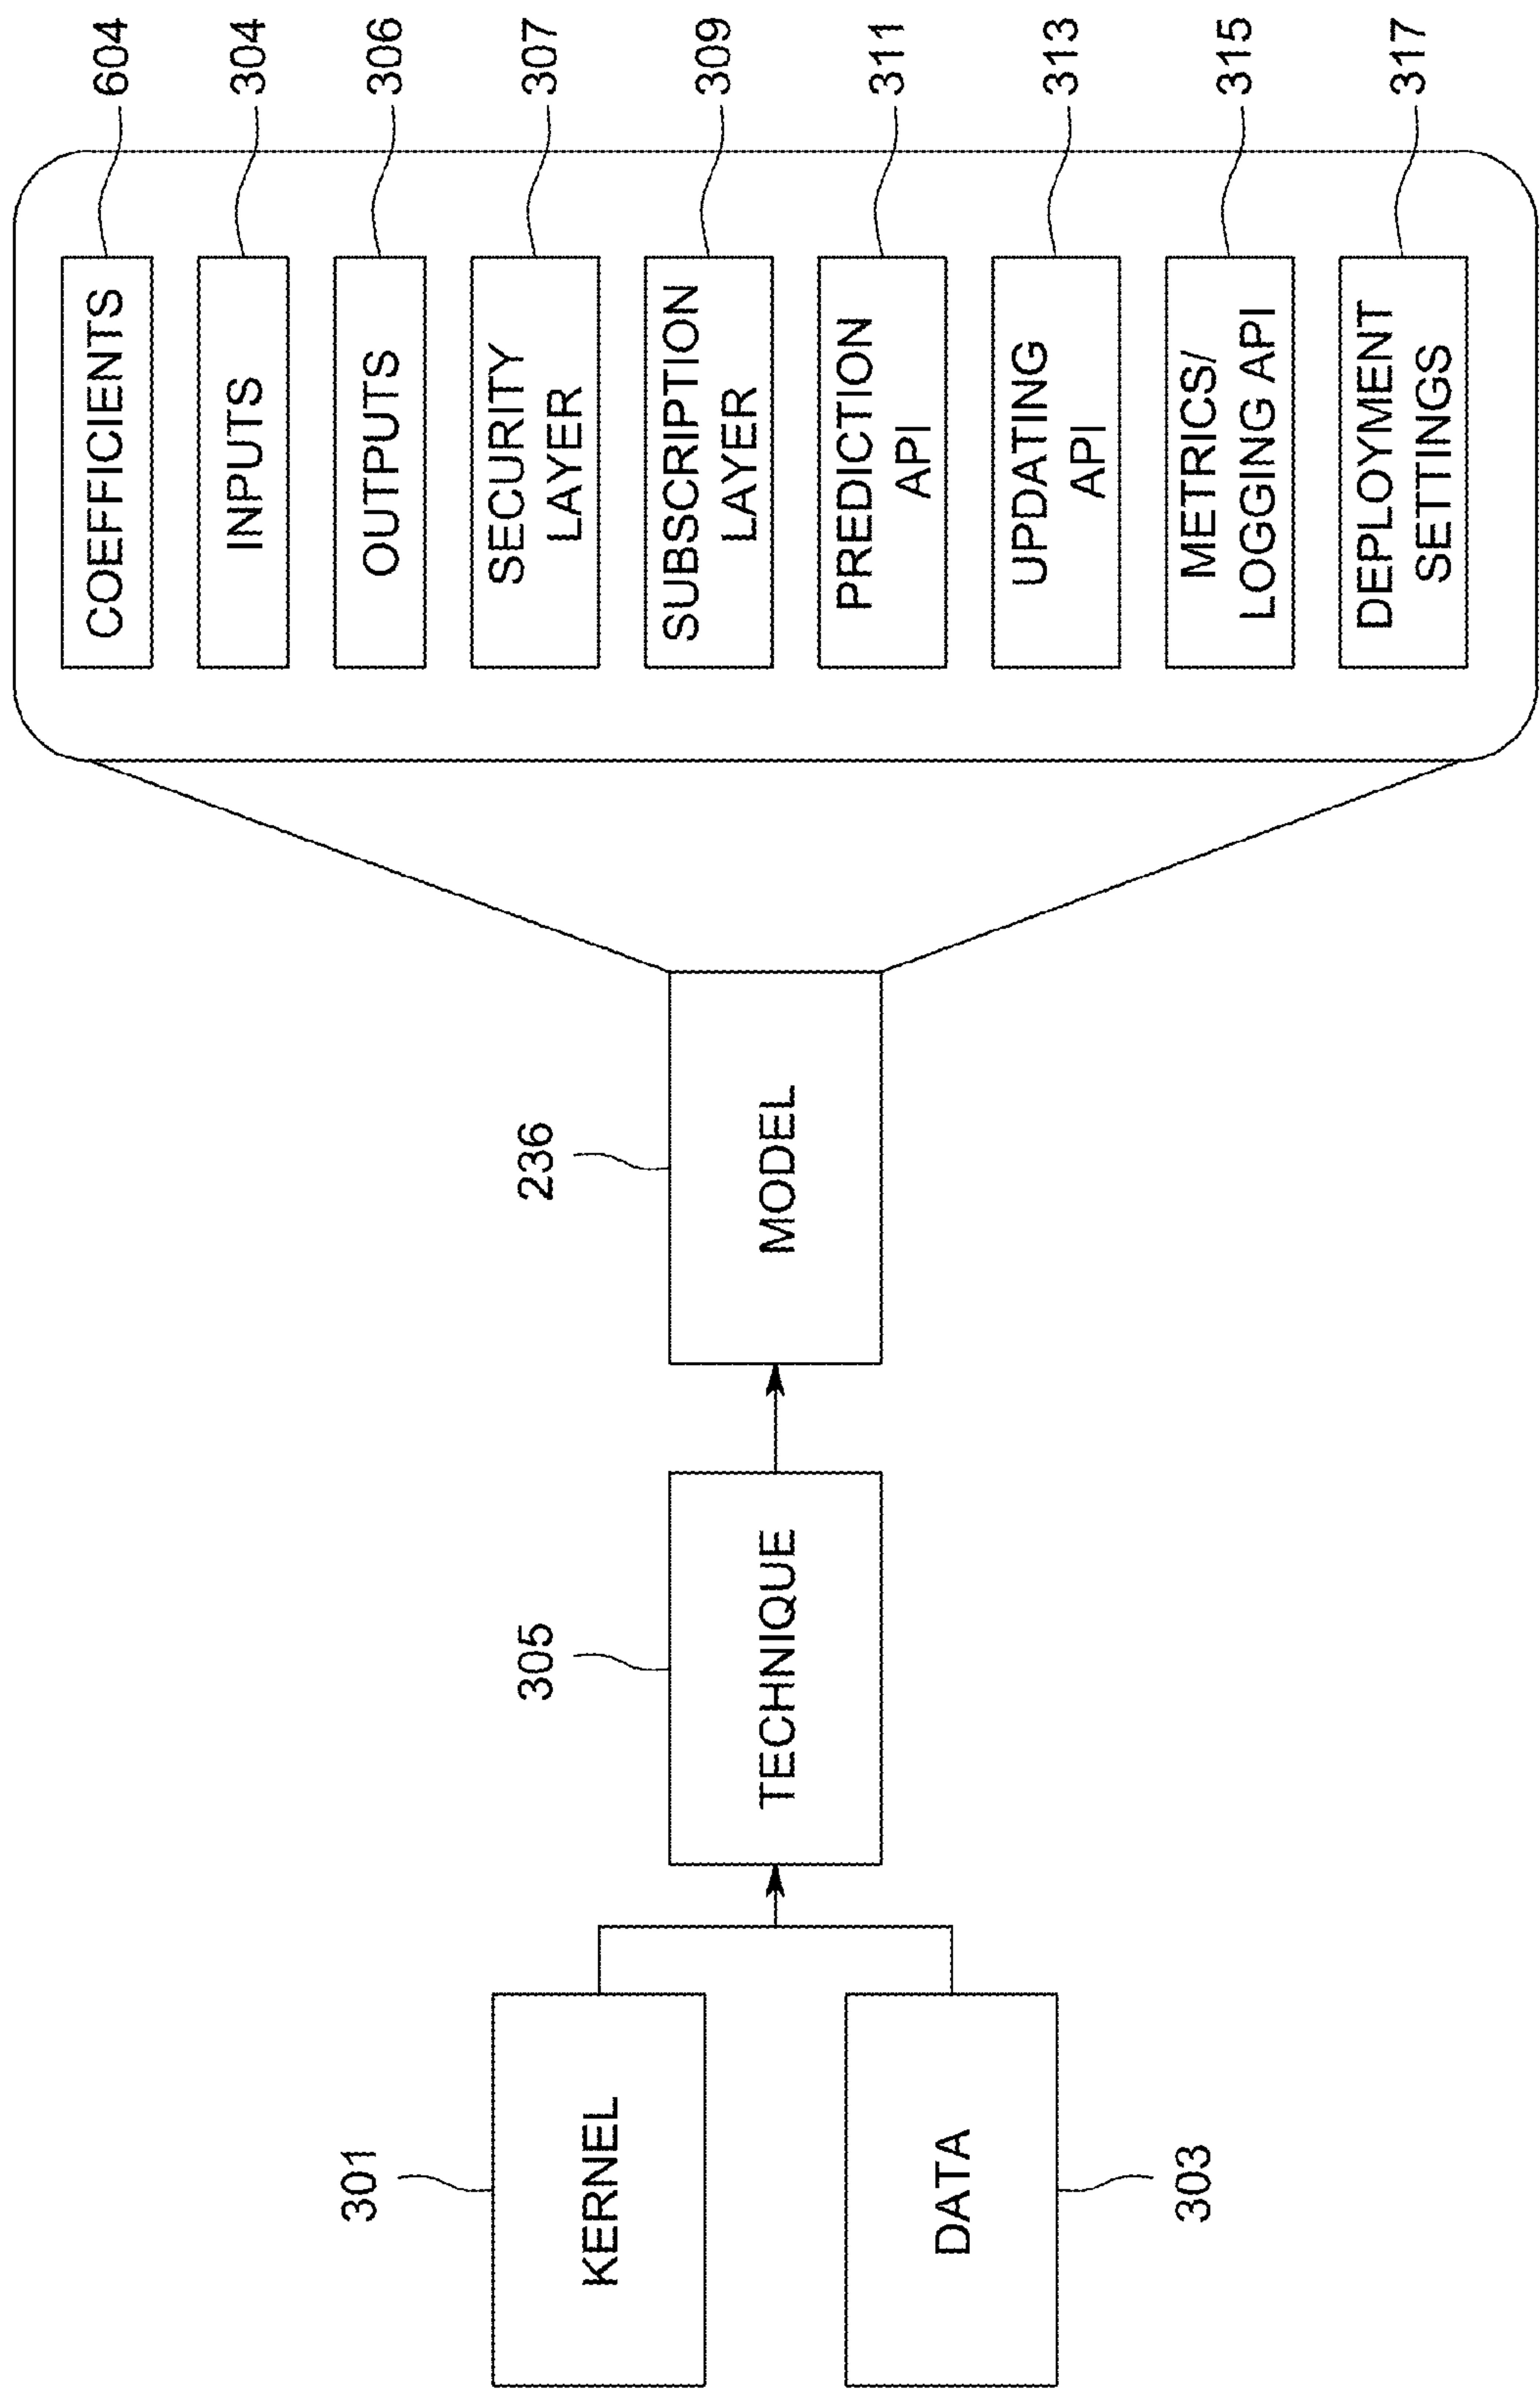 301
KERNEL
DATA
303
305
TECHNIQUE
236
MODEL
COEFFICIENTS
604
INPUTS
304
OUTPUTS
306
SECURITY
LAYER
307
SUBSCRIPTION
LAYER
309
PREDICTION
API
311
UPDATING
API
313
METRICS/
LOGGING API
315
DEPLOYMENT
SETTINGS
317